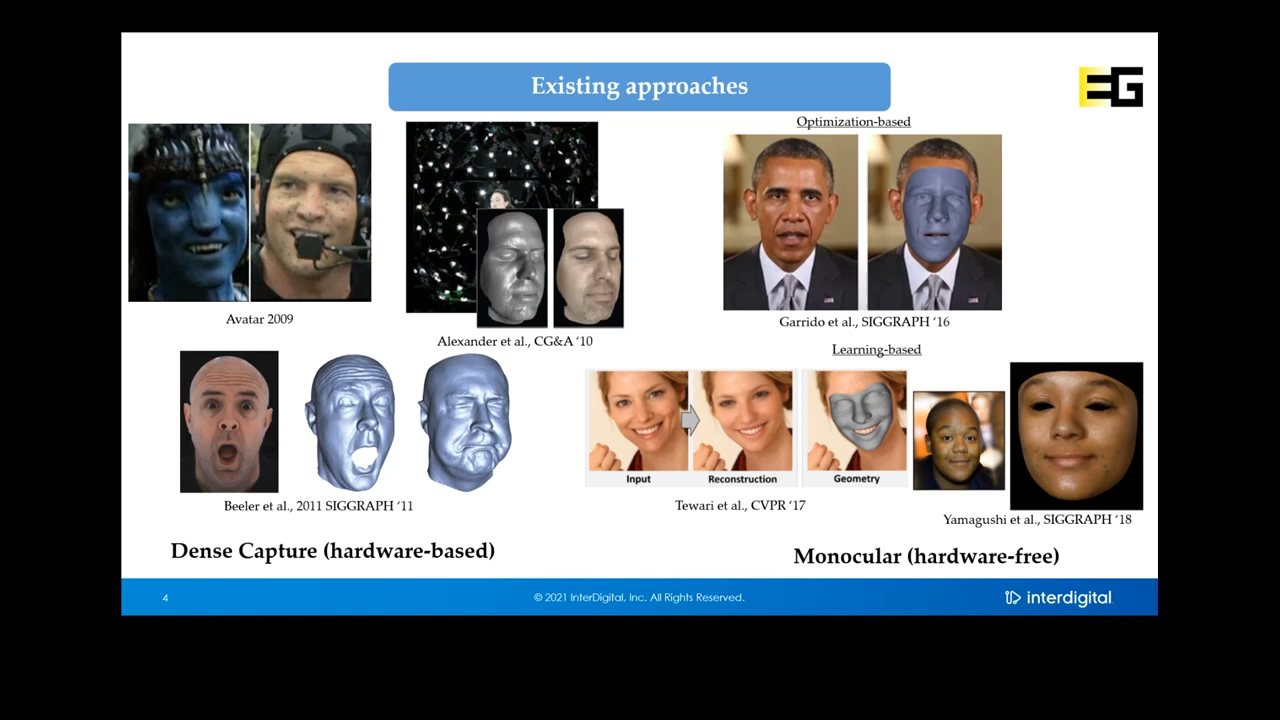 Existing approaches
EG
Optimization-based
Avatar 2009
Alexander et al., CG&A ‘10
Garrido et al., SIGGRAPH ‘16
Learning-based
Input
Reconstruction
Geometry
Beeler et al., 2011 SIGGRAPH ‘11
Tewari et al., CVPR ‘17
Yamagushi et al., SIGGRAPH ‘18
Dense Capture (hardware-based)
Monocular (hardware-free)
4
© 2021 InterDigital, Inc. All Rights Reserved.
interdigital